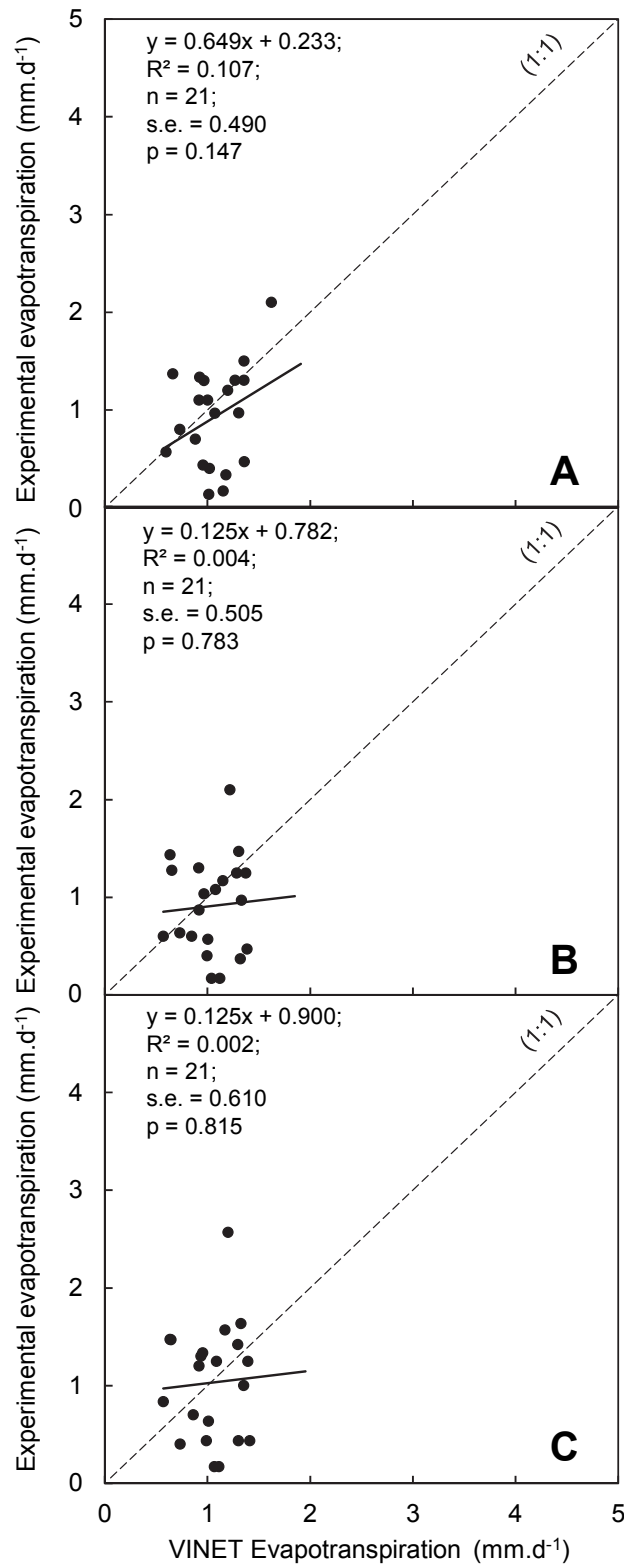 5
4
3
2
1
0
Experimental evapotranspiration (mm.d-1)
y = 0.649x + 0.233;
R² = 0.107;
n = 21;
s.e. = 0.490
p = 0.147
(1:1)
A
4
3
2
1
0
Experimental evapotranspiration (mm.d-1)
y = 0.125x + 0.782;
R² = 0.004;
n = 21;
s.e. = 0.505
p = 0.783
(1:1)
B
4
3
2
1
0
Experimental evapotranspiration (mm.d-1)
y = 0.125x + 0.900;
R² = 0.002;
n = 21;
s.e. = 0.610
p = 0.815
(1:1)
C
0 1 2 3 4 5
VINET Evapotranspiration (mm.d-1)